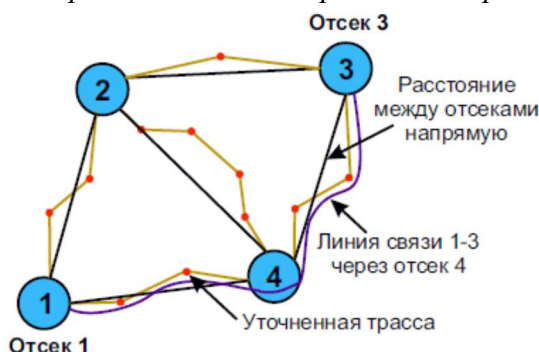 Отсек 3
3
2
Расстояние
между отсеками
напрямую
Линия связи 1-3
через отсек 4
4
1
Уточненная трасса
Отсек 1